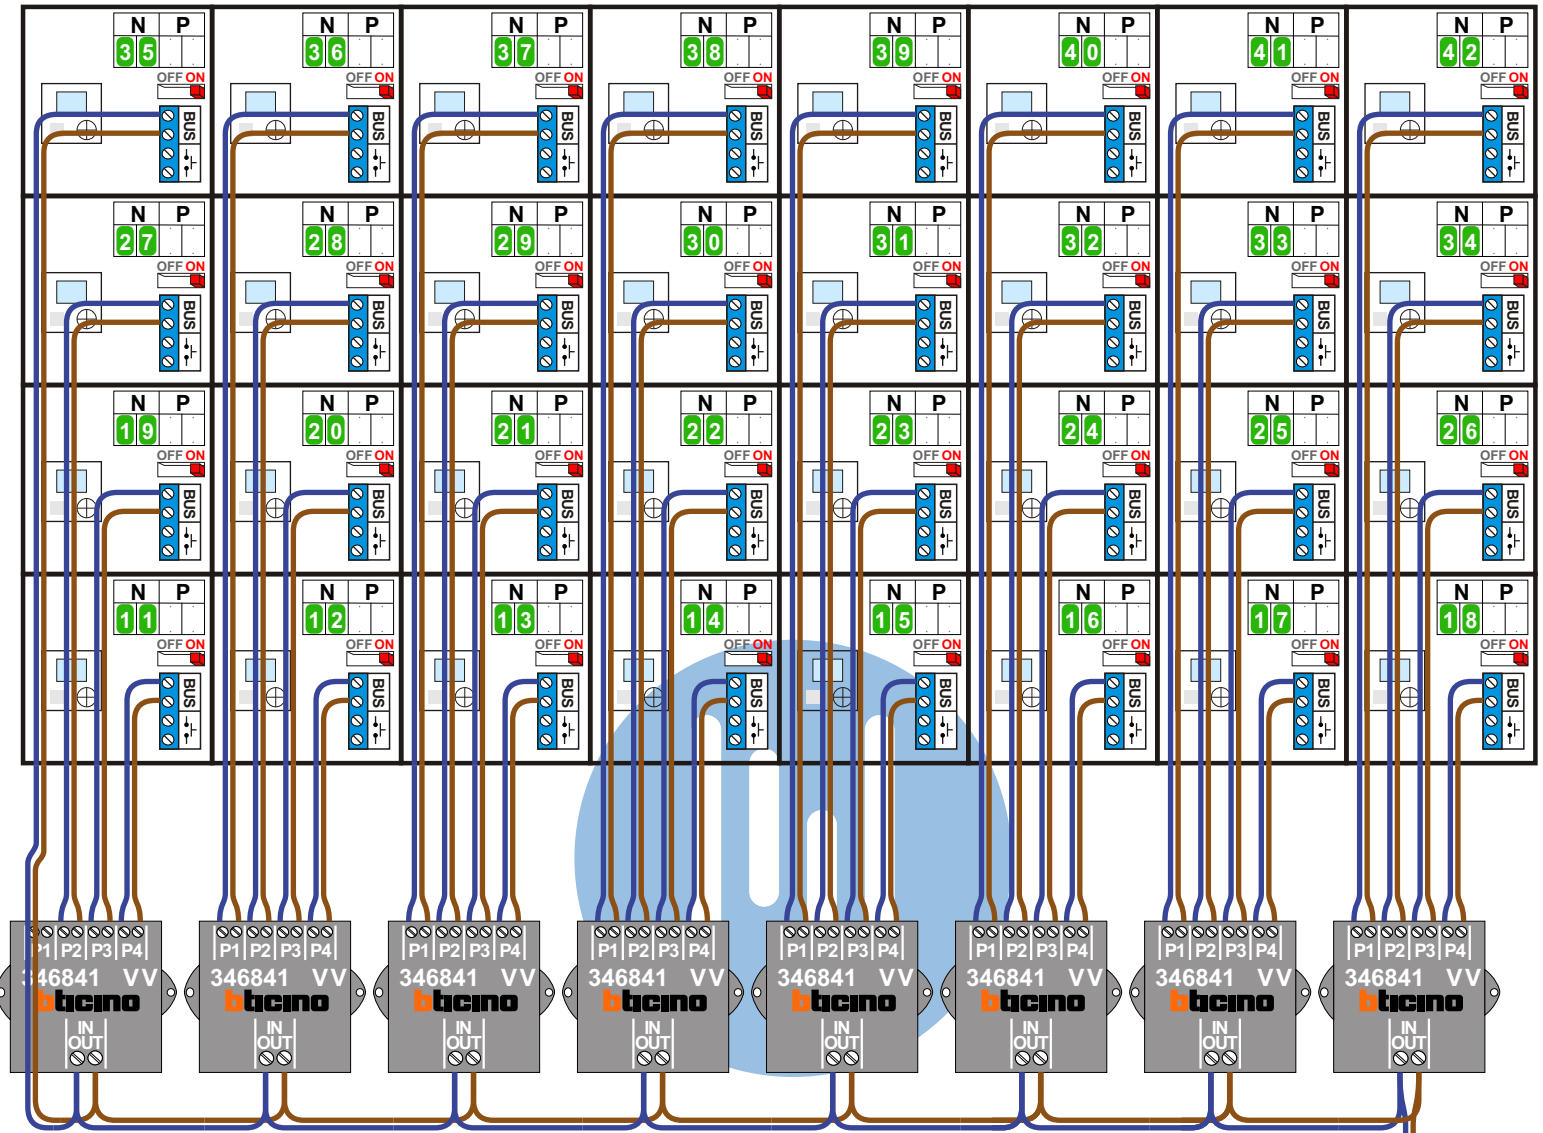 N P N P N P N P N P N P N P N P
35 36 37 38 39 40 41 42
OFF ON OFF ON OFF ON OFF ON OFF ON OFF ON OFF ON OFF ON
BUS BUS BUS BUS BUS BUS BUS BUS
N P N P N P N P N P N P N P N P
27 28 29 30 31 32 33 34
OFF ON OFF ON OFF ON OFF ON OFF ON OFF ON OFF ON OFF ON
BUS BUS BUS BUS BUS BUS BUS BUS
N P N P N P N P N P N P N P N P
19 20 21 22 23 24 25 26
OFF ON OFF ON OFF ON OFF ON OFF ON OFF ON OFF ON OFF ON
BUS BUS BUS BUS BUS BUS BUS BUS
N P N P N P N P N P N P N P N P
11 12 13 14 15 16 17 18
OFF ON OFF ON OFF ON OFF ON OFF ON OFF ON OFF ON OFF ON
BUS BUS BUS BUS BUS BUS BUS BUS
P1 P2 P3 P4 P1 P2 P3 P4 P1 P2 P3 P4 P1 P2 P3 P4 P1 P2 P3 P4 P1 P2 P3 P4 P1 P2 P3 P4 P1 P2 P3 P4
346841 VV 346841 VV 346841 VV 346841 VV 346841 VV 346841 VV 346841 VV 346841 VV
bticino bticino bticino bticino bticino bticino bticino bticino
IN IN IN IN IN IN IN IN
OUT OUT OUT OUT OUT OUT OUT OUT